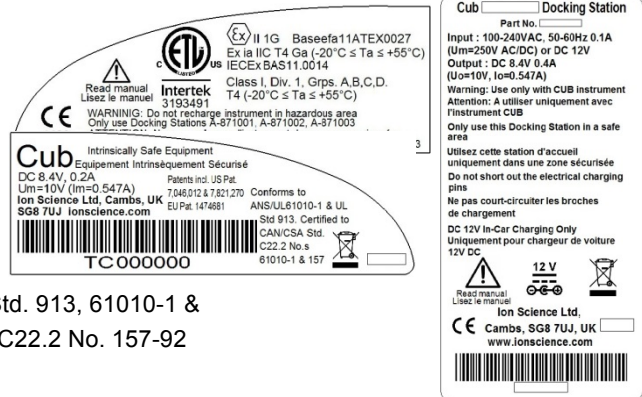 II 1G Baseefa11ATEX0027
Ex ia IIC T4 Ga (-20°C ≤ Ta ≤ +55°C)
IECEx BAS11.0014
Class I, Div. 1, Grps. A,B,C,D.
T4 (-20°C ≤ Ta ≤ +55°C)
C ETL US
LISTED
Intertek
3193491
Read manual
Lisez le manuel
CE
WARNINIG: Do not recharge instrument in hazardous area
Only use Docking Stations A-871001, A-871002, A-871003
3
Cub Intrinsically Safe Equipment
Equipement Intrinsèquement Sécurisé
DC 8.4V, 0.2A
Um=10V (Im=0.547A)
Ion Science Ltd, Cambs, UK
SG8 7UJ ionscience.com
Patents incl. US Pat.
7,046,012 & 7,821,270
EU Pat. 1474681
Conforms to
ANS/UL61010-1 & UL
Std 913. Certified to
CAN/CSA Std.
C22.2 No.s
61010-1 & 157
TC000000
Std. 913, 61010-1 &
C22.2 No. 157-92
Cub Docking Station
Part No.
Input : 100-240VAC, 50-60Hz 0.1A
(Um=250V AC/DC) or DC 12V
Output : DC 8.4V 0.4A
(Uo=10V, Io=0.547A)
Warning: Use only with CUB instrument
Attention: A utiliser uniquement avec
l'instrument CUB
Only use this Docking Station in a safe
area
Utilsez cette station d'accueil
uniquement dans une zone sécurisée
Do not short out the electrical charging
pins
Ne pas court-circuiter les broches
de chargement
DC 12V In-Car Charging Only
Uniquement pour chargeur de voiture
12V DC
12 V
Read manual
Lisez le manuel
Ion Science Ltd,
CE Cambs, SG8 7UJ, UK
www.ionscience.com